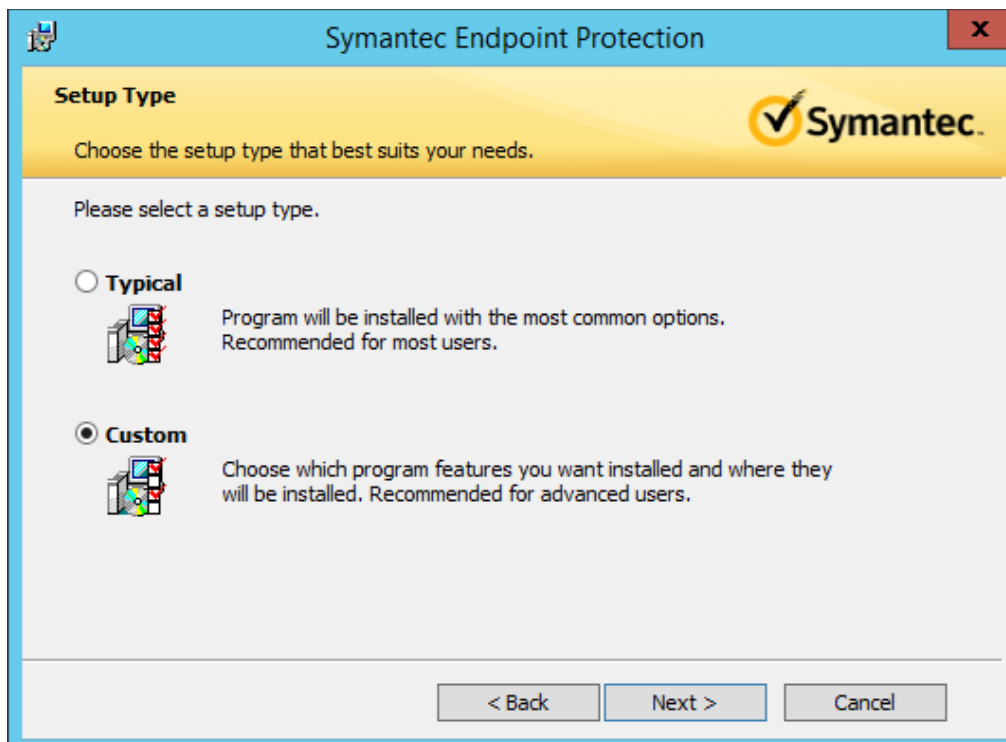 Symantec Endpoint Protection
x
Setup Type
Symantec.
Choose the setup type that best suits your needs.
Please select a setup type.
Typical
Program will be installed with the most common options.
Recommended for most users.
Custom
Choose which program features you want installed and where they
will be installed. Recommended for advanced users.
< Back
Next >
Cancel